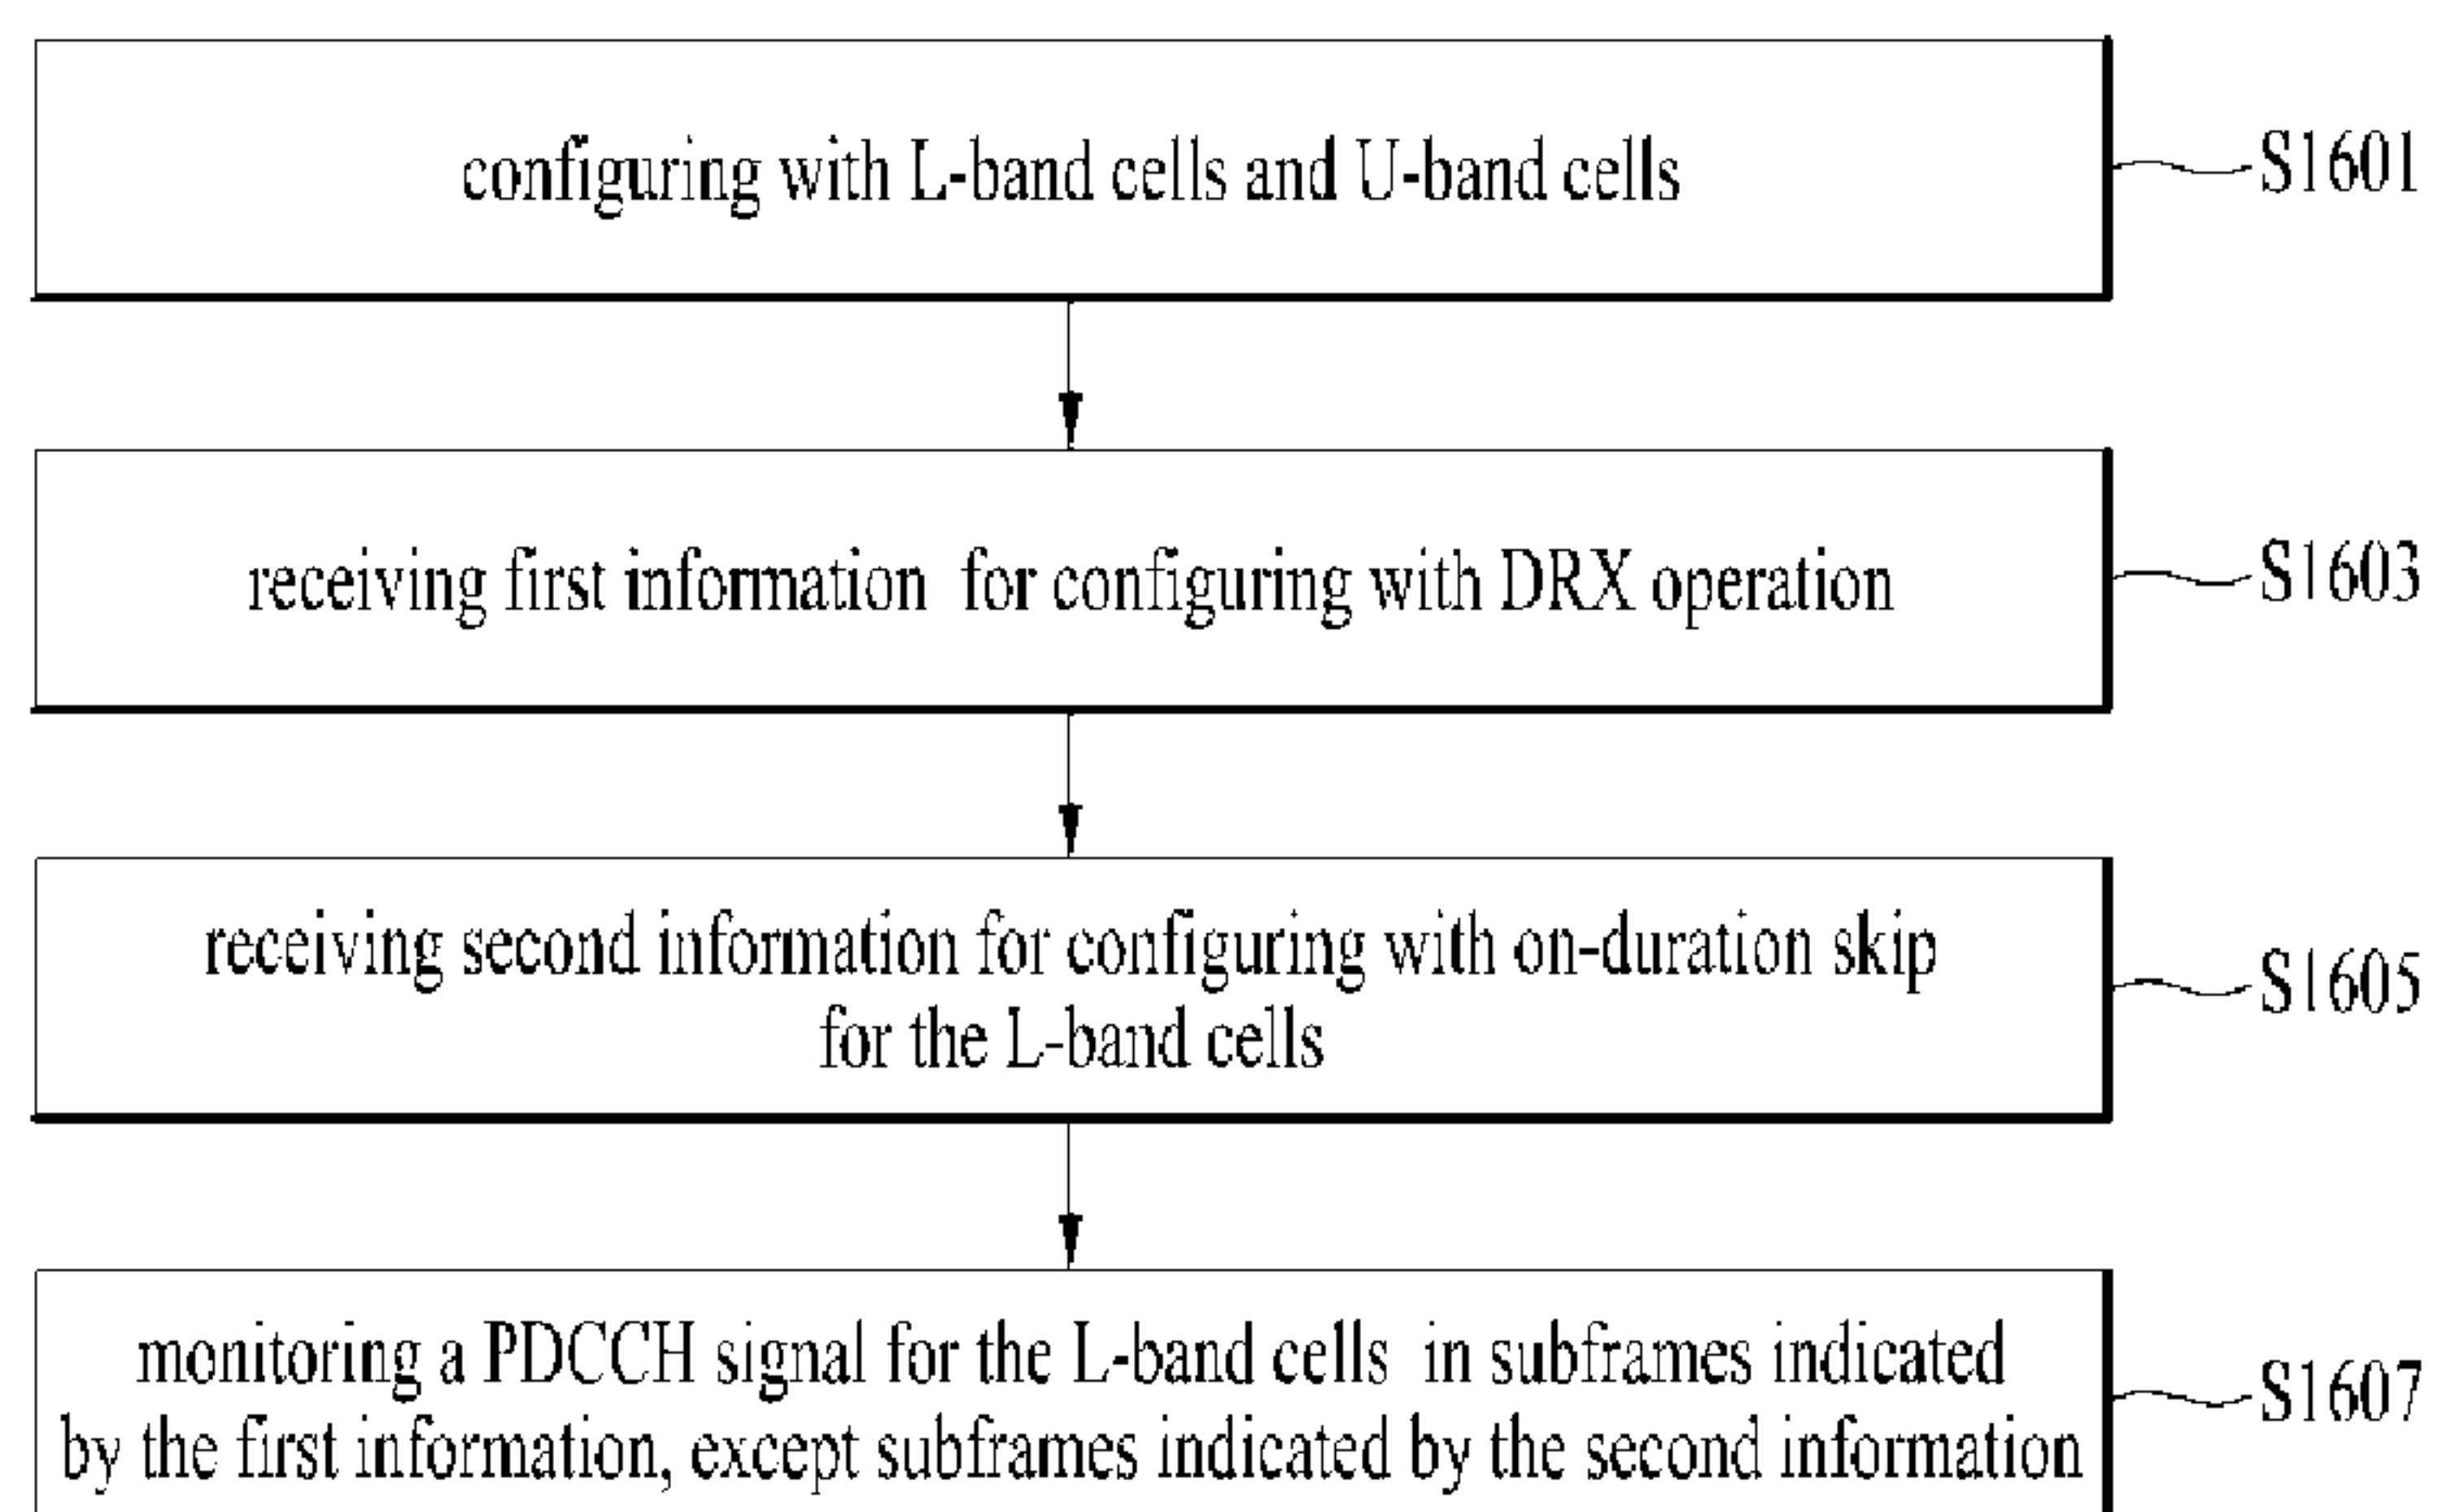 configuring with L-band cells and U-band cells
S1601
receiving first information for configuring with DRX operation
S1603
receiving second information for configuring with on-duration skip
for the L-band cells
S1605
monitoring a PDCCH signal for the L-band cells in subframes indicated
by the first information, except subframes indicated by the second information
S1607